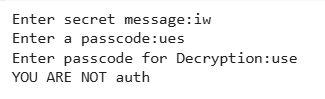 Enter secret message:iw
Enter a passcode:ues
Enter passcode for Decryption:use
YOU ARE NOT auth